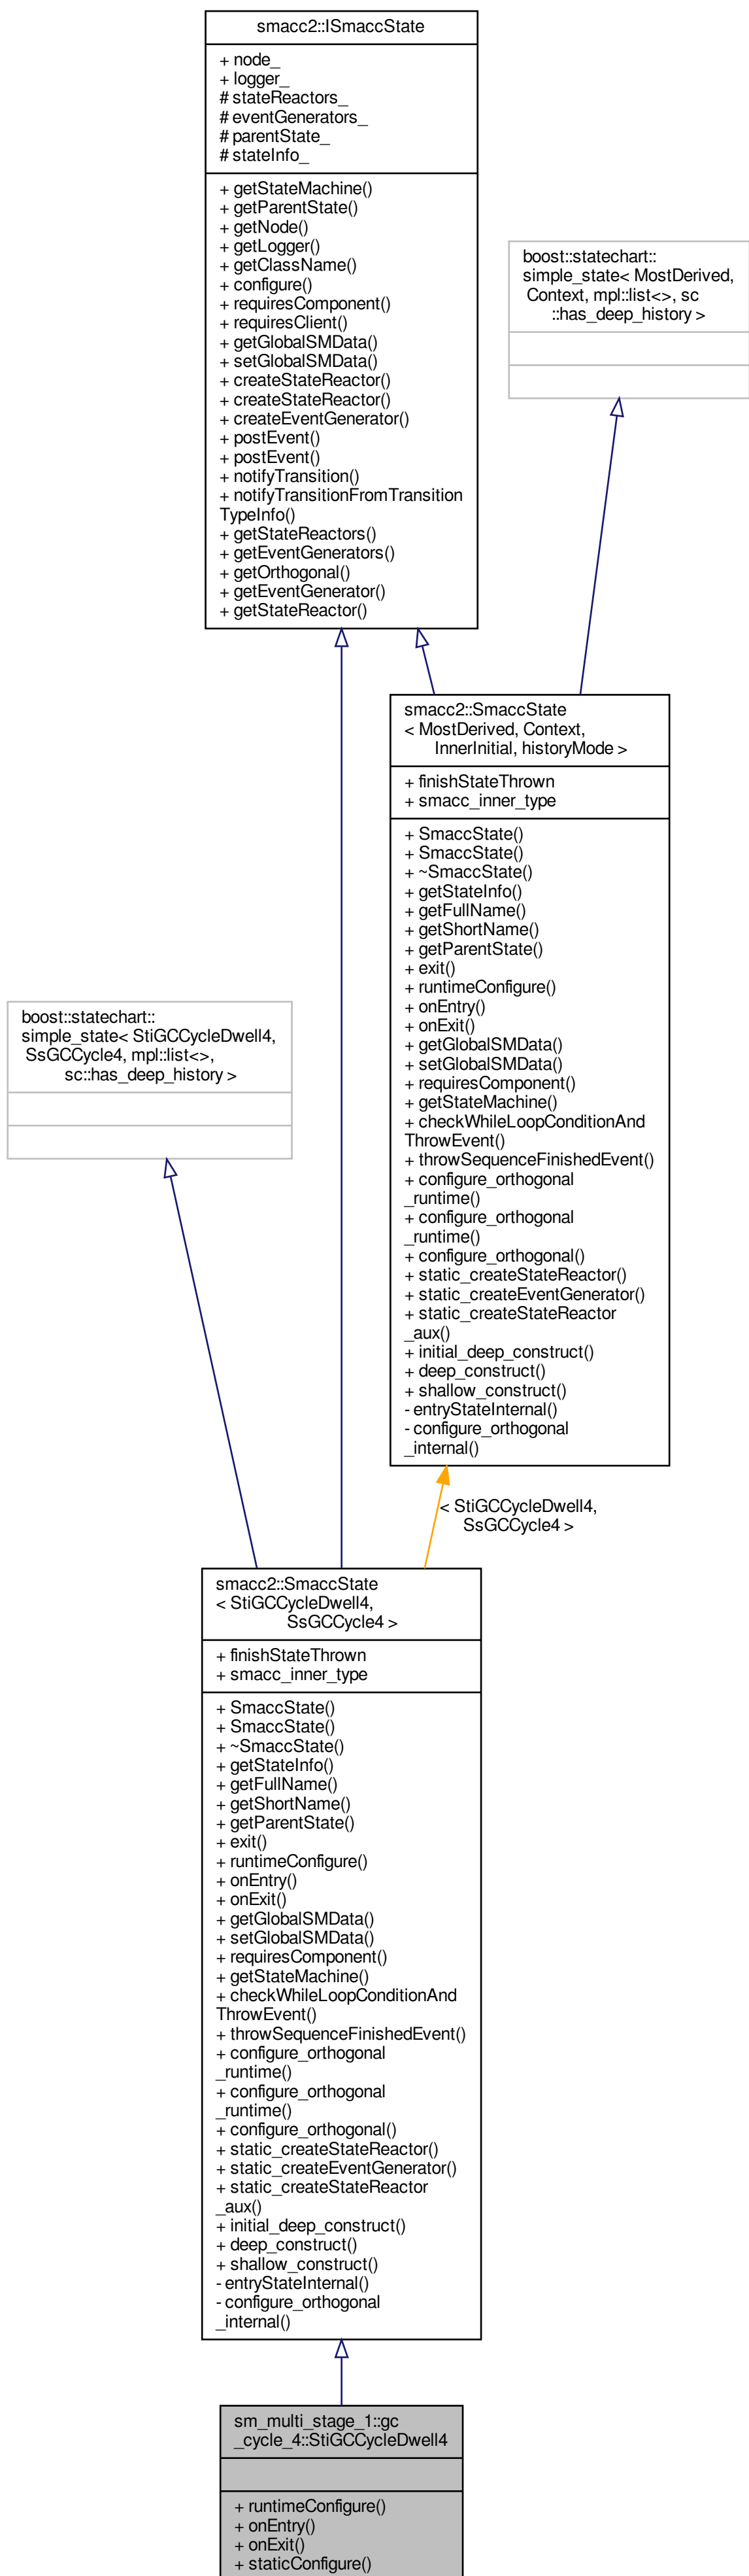 smacc2::ISmaccState
+ node_
+ logger_
# stateReactors_
# eventGenerators_
# parentState_
# stateInfo_
+ getStateMachine()
+ getParentState()
+ getNode()
+ getLogger()
+ getClassName()
+ configure()
+ requiresComponent()
+ requiresClient()
+ getGlobalSMData()
+ setGlobalSMData()
+ createStateReactor()
+ createStateReactor()
+ createEventGenerator()
+ postEvent()
+ postEvent()
+ notifyTransition()
+ notifyTransitionFromTransition
TypeInfo()
+ getStateReactors()
+ getEventGenerators()
+ getOrthogonal()
+ getEventGenerator()
+ getStateReactor()
boost::statechart::
simple_state< MostDerived,
Context, mpl::list<>, sc
::has_deep_history >
smacc2::SmaccState
< MostDerived, Context,
InnerInitial, historyMode >
+ finishStateThrown
+ smacc_inner_type
+ SmaccState()
+ SmaccState()
+ ~SmaccState()
+ getStateInfo()
+ getFullName()
+ getShortName()
+ getParentState()
+ exit()
+ runtimeConfigure()
+ onEntry()
+ onExit()
+ getGlobalSMData()
+ setGlobalSMData()
+ requiresComponent()
+ getStateMachine()
+ checkWhileLoopConditionAnd
ThrowEvent()
+ throwSequenceFinishedEvent()
+ configure_orthogonal
_runtime()
+ configure_orthogonal
_runtime()
+ configure_orthogonal()
+ static_createStateReactor()
+ static_createEventGenerator()
+ static_createStateReactor
_aux()
+ initial_deep_construct()
+ deep_construct()
+ shallow_construct()
- entryStateInternal()
- configure_orthogonal
_internal()
boost::statechart::
simple_state< StiGCCycleDwell4,
SsGCCycle4, mpl::list<>,
sc::has_deep_history >
< StiGCCycleDwell4,
SsGCCycle4 >
smacc2::SmaccState
< StiGCCycleDwell4,
SsGCCycle4 >
+ finishStateThrown
+ smacc_inner_type
+ SmaccState()
+ SmaccState()
+ ~SmaccState()
+ getStateInfo()
+ getFullName()
+ getShortName()
+ getParentState()
+ exit()
+ runtimeConfigure()
+ onEntry()
+ onExit()
+ getGlobalSMData()
+ setGlobalSMData()
+ requiresComponent()
+ getStateMachine()
+ checkWhileLoopConditionAnd
ThrowEvent()
+ throwSequenceFinishedEvent()
+ configure_orthogonal
_runtime()
+ configure_orthogonal
_runtime()
+ configure_orthogonal()
+ static_createStateReactor()
+ static_createEventGenerator()
+ static_createStateReactor
_aux()
+ initial_deep_construct()
+ deep_construct()
+ shallow_construct()
- entryStateInternal()
- configure_orthogonal
_internal()
sm_multi_stage_1::gc
_cycle_4::StiGCCycleDwell4
+ runtimeConfigure()
+ onEntry()
+ onExit()
+ staticConfigure()